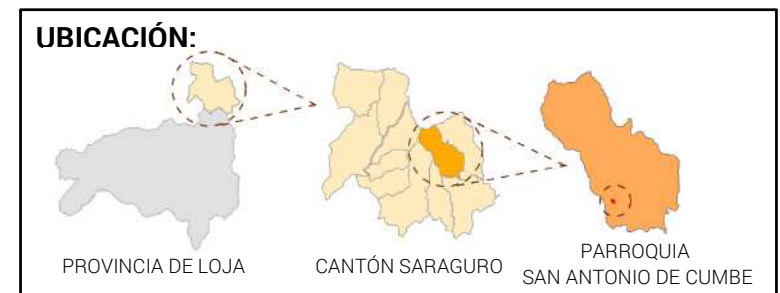 UBICACIÓN:
PROVINCIA DE LOJA
CANTÓN SARAGURO
PARROQUIA
SAN ANTONIO DE CUMBE